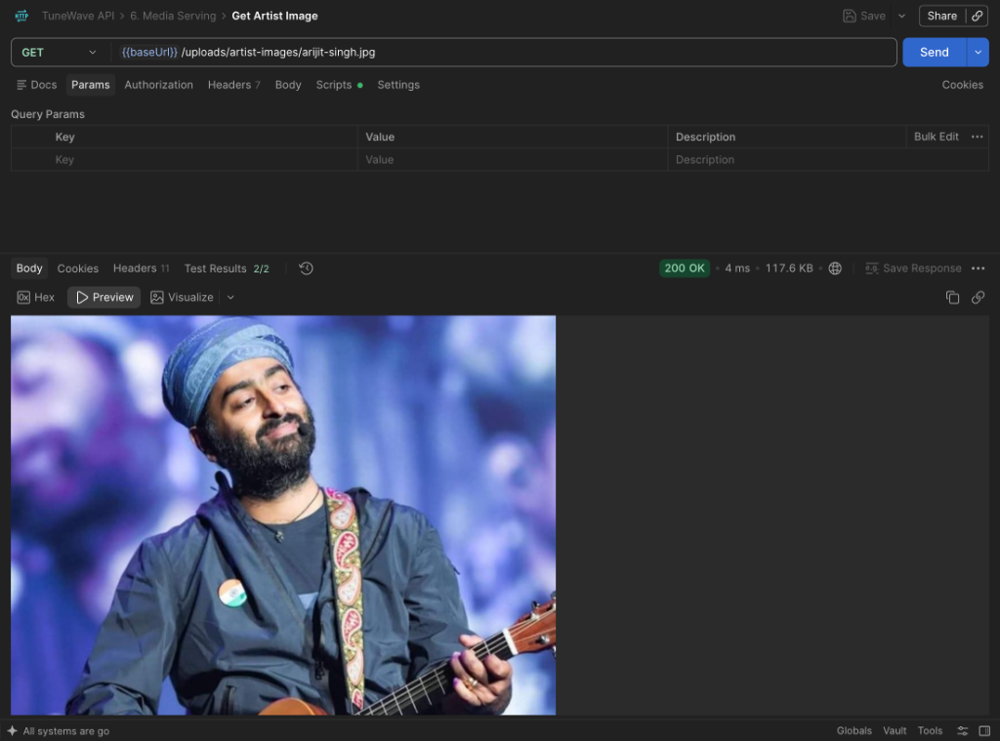 HTTP TuneWave API > 6. Media Serving > Get Artist Image Save Share
GET {{baseUrl}} /uploads/artist-images/arijit-singh.jpg Send
Docs Params Authorization Headers 7 Body Scripts Settings Cookies
Query Params
Key Value Description Bulk Edit
Key Value Description
Body Cookies Headers 11 Test Results 2/2 200 OK • 4 ms • 117.6 KB • e.g. Save Response
0x Hex Preview Visualize
All systems are go Globals Vault Tools